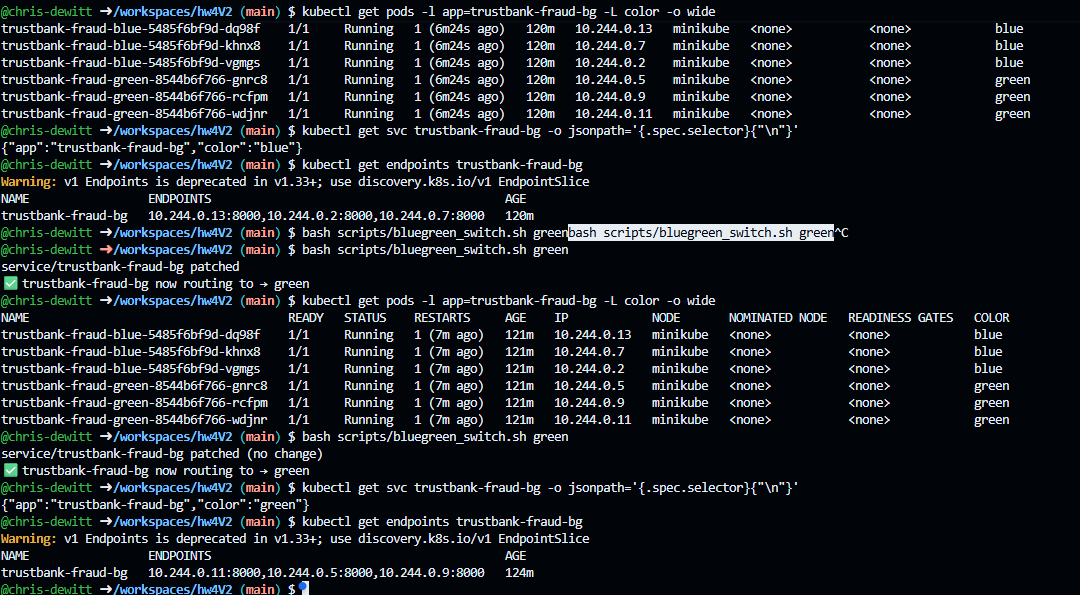 @chris-dewitt ➜/workspaces/hw4V2 (main) $ kubectl get pods -l app=trustbank-fraud-bg -L color -o wide
trustbank-fraud-blue-5485f6bf9d-dq98f 1/1 Running 1 (6m24s ago) 120m 10.244.0.13 minikube <none> <none> blue
trustbank-fraud-blue-5485f6bf9d-khnx8 1/1 Running 1 (6m24s ago) 120m 10.244.0.7 minikube <none> <none> blue
trustbank-fraud-blue-5485f6bf9d-vgmgs 1/1 Running 1 (6m24s ago) 120m 10.244.0.2 minikube <none> <none> blue
trustbank-fraud-green-8544b6f766-gnrc8 1/1 Running 1 (6m24s ago) 120m 10.244.0.5 minikube <none> <none> green
trustbank-fraud-green-8544b6f766-rcfpm 1/1 Running 1 (6m24s ago) 120m 10.244.0.9 minikube <none> <none> green
trustbank-fraud-green-8544b6f766-wdjnr 1/1 Running 1 (6m24s ago) 120m 10.244.0.11 minikube <none> <none> green
@chris-dewitt ➜/workspaces/hw4V2 (main) $ kubectl get svc trustbank-fraud-bg -o jsonpath='{.spec.selector}{"\n"}'
{"app":"trustbank-fraud-bg","color":"blue"}
@chris-dewitt ➜/workspaces/hw4V2 (main) $ kubectl get endpoints trustbank-fraud-bg
Warning: v1 Endpoints is deprecated in v1.33+; use discovery.k8s.io/v1 EndpointSlice
NAME ENDPOINTS AGE
trustbank-fraud-bg 10.244.0.13:8000,10.244.0.2:8000,10.244.0.7:8000 120m
@chris-dewitt ➜/workspaces/hw4V2 (main) $ bash scripts/bluegreen_switch.sh greenbash scripts/bluegreen_switch.sh green^C
@chris-dewitt ➜/workspaces/hw4V2 (main) $ bash scripts/bluegreen_switch.sh green
service/trustbank-fraud-bg patched
✅ trustbank-fraud-bg now routing to → green
@chris-dewitt ➜/workspaces/hw4V2 (main) $ kubectl get pods -l app=trustbank-fraud-bg -L color -o wide
NAME READY STATUS RESTARTS AGE IP NODE NOMINATED NODE READINESS GATES COLOR
trustbank-fraud-blue-5485f6bf9d-dq98f 1/1 Running 1 (7m ago) 121m 10.244.0.13 minikube <none> <none> blue
trustbank-fraud-blue-5485f6bf9d-khnx8 1/1 Running 1 (7m ago) 121m 10.244.0.7 minikube <none> <none> blue
trustbank-fraud-blue-5485f6bf9d-vgmgs 1/1 Running 1 (7m ago) 121m 10.244.0.2 minikube <none> <none> blue
trustbank-fraud-green-8544b6f766-gnrc8 1/1 Running 1 (7m ago) 121m 10.244.0.5 minikube <none> <none> green
trustbank-fraud-green-8544b6f766-rcfpm 1/1 Running 1 (7m ago) 121m 10.244.0.9 minikube <none> <none> green
trustbank-fraud-green-8544b6f766-wdjnr 1/1 Running 1 (7m ago) 121m 10.244.0.11 minikube <none> <none> green
@chris-dewitt ➜/workspaces/hw4V2 (main) $ bash scripts/bluegreen_switch.sh green
service/trustbank-fraud-bg patched (no change)
✅ trustbank-fraud-bg now routing to → green
@chris-dewitt ➜/workspaces/hw4V2 (main) $ kubectl get svc trustbank-fraud-bg -o jsonpath='{.spec.selector}{"\n"}'
{"app":"trustbank-fraud-bg","color":"green"}
@chris-dewitt ➜/workspaces/hw4V2 (main) $ kubectl get endpoints trustbank-fraud-bg
Warning: v1 Endpoints is deprecated in v1.33+; use discovery.k8s.io/v1 EndpointSlice
NAME ENDPOINTS AGE
trustbank-fraud-bg 10.244.0.11:8000,10.244.0.5:8000,10.244.0.9:8000 124m
@chris-dewitt ➜/workspaces/hw4V2 (main) $